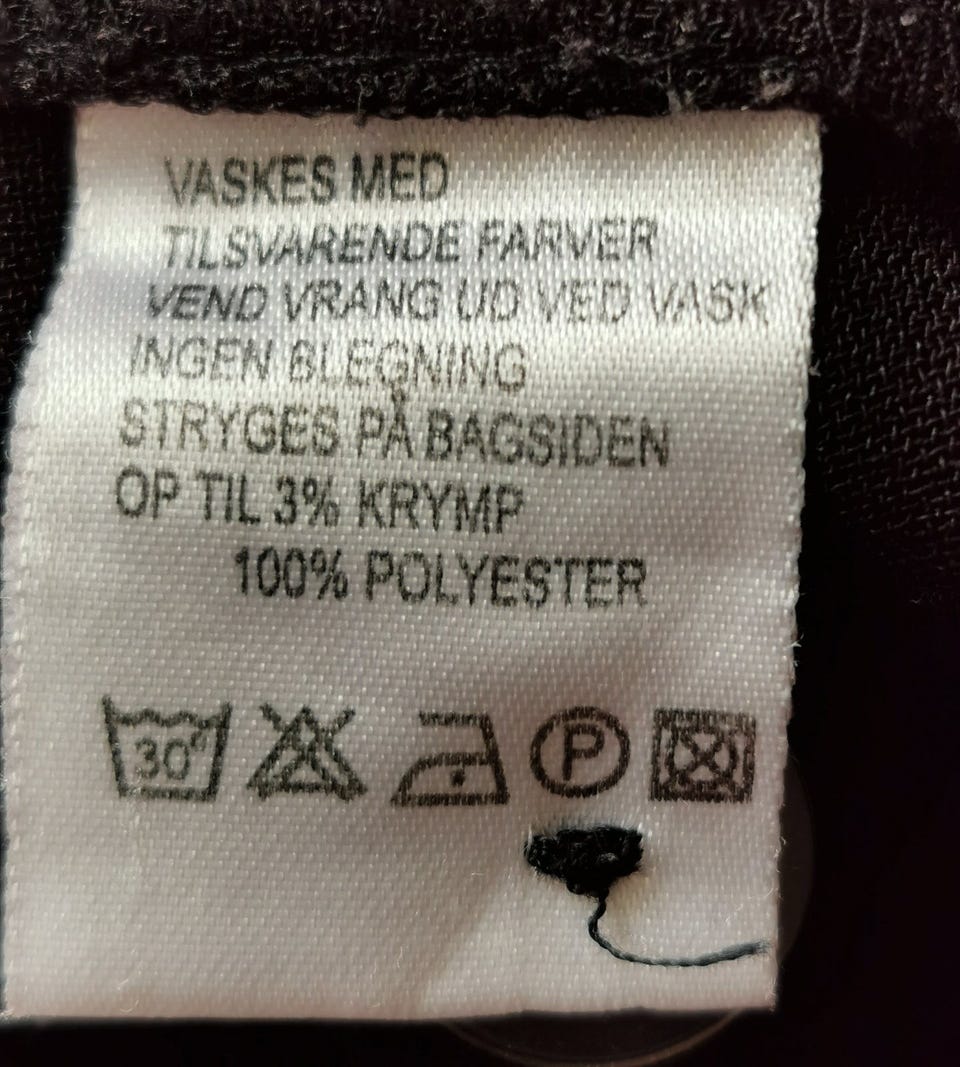 VASKES MED
TILSVARENDE FARVER
VEND VRANG UD VED VASK
INGEN BLEGNING
STRYGES PÅ BAGSIDEN
OP TIL 3% KRYMP
100% POLYESTER
30° P